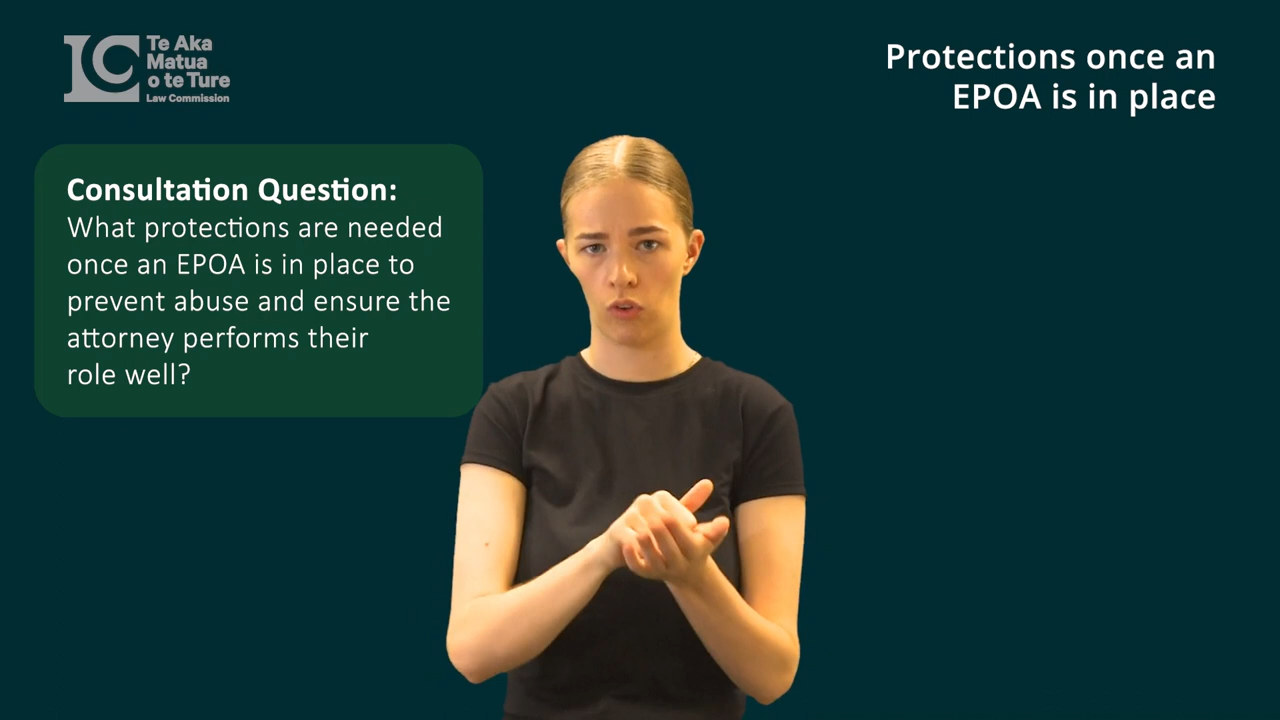 Te Aka
Matua
o te Ture
Law Commission
Protections once an
EPOA is in place
Consultation Question:
What protections are needed
once an EPOA is in place to
prevent abuse and ensure the
attorney performs their
role well?